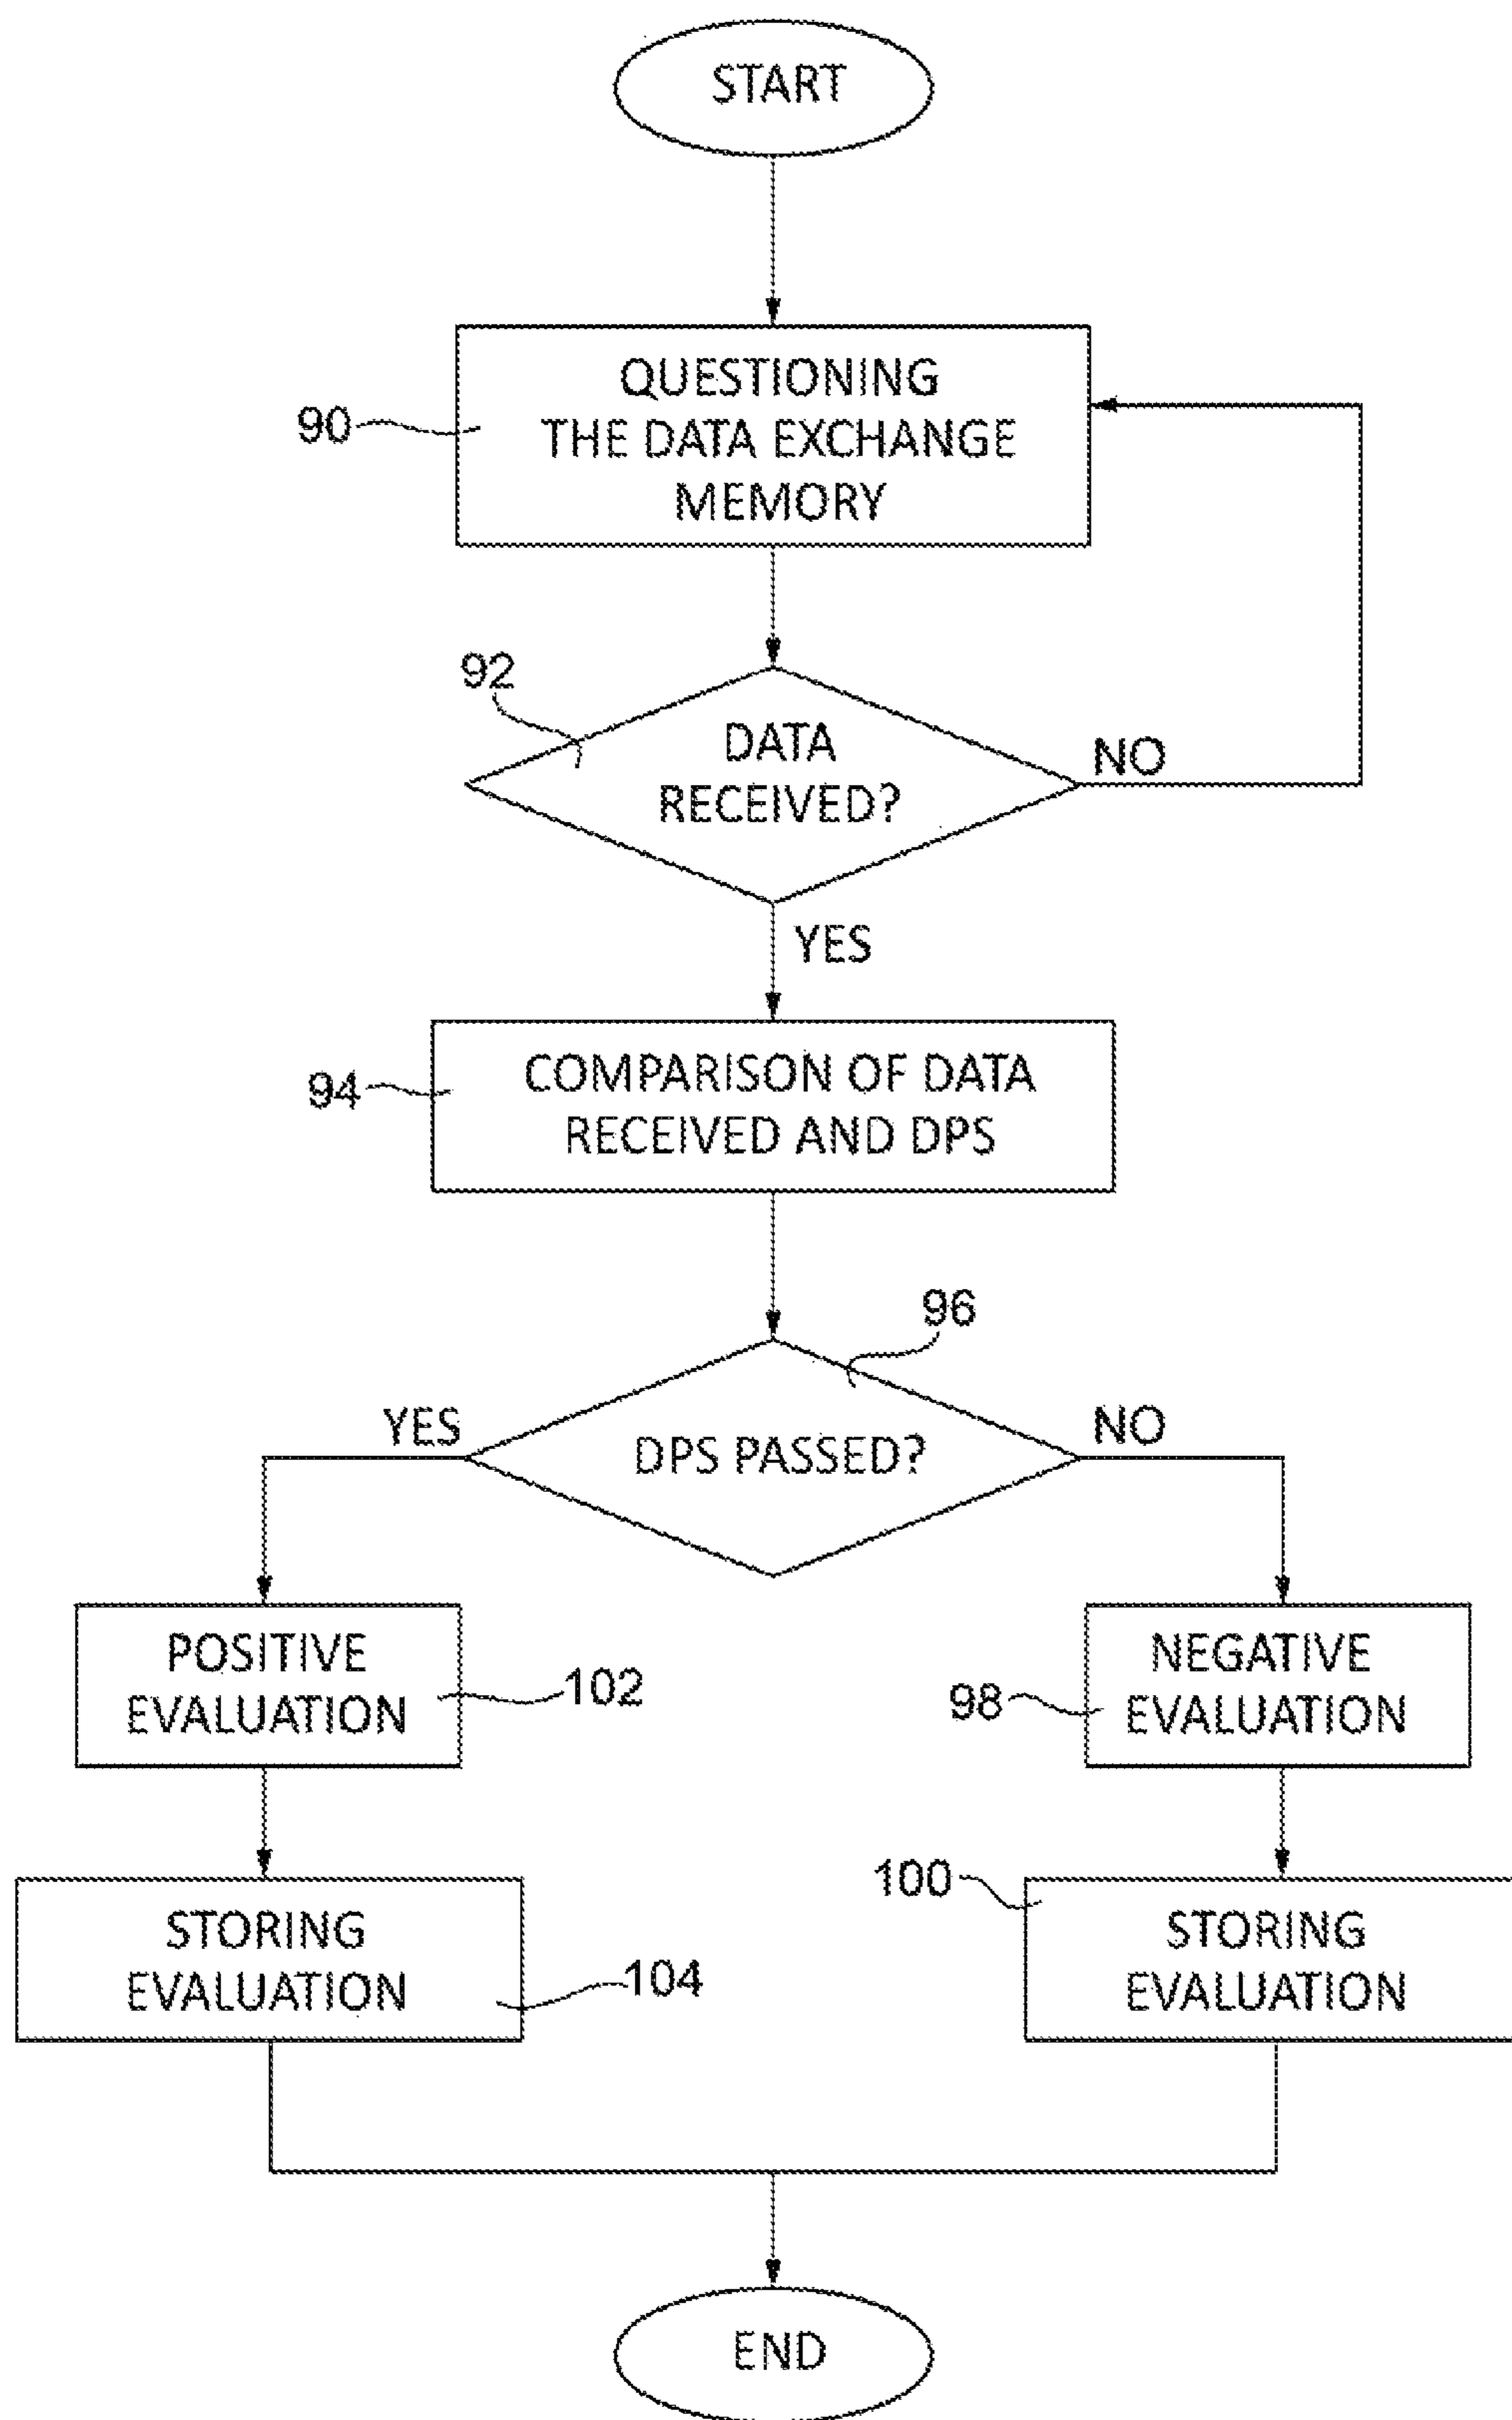 START
QUESTIONING
THE DATA EXCHANGE
MEMORY
90
92
DATA
RECEIVED?
NO
YES
94
COMPARISON OF DATA
RECEIVED AND DPS
96
YES
DPS PASSED?
NO
POSITIVE
EVALUATION
102
98
NEGATIVE
EVALUATION
STORING
EVALUATION
104
100
STORING
EVALUATION
END